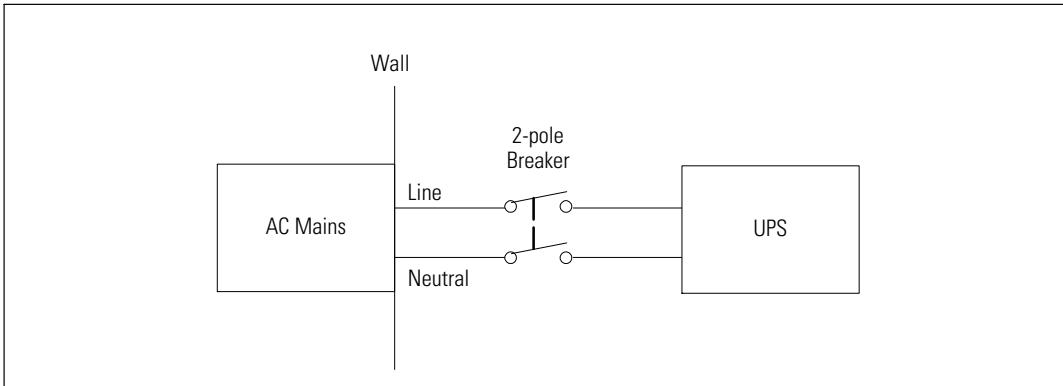 Wall
2-pole
Breaker
Line
AC Mains
UPS
Neutral